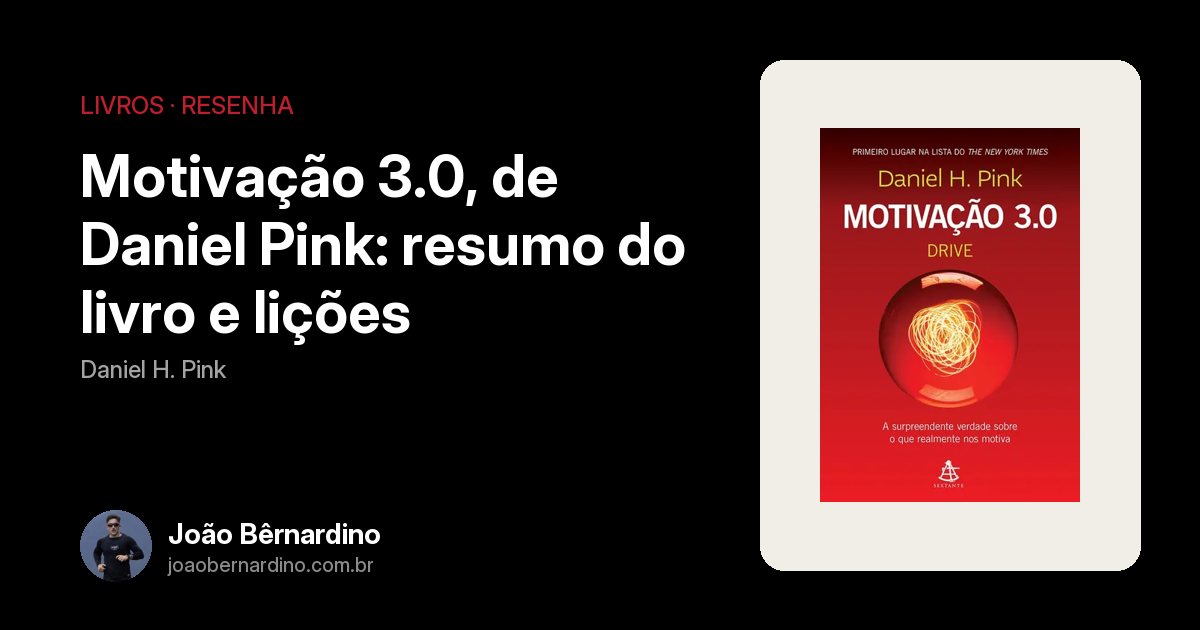 LIVROS · RESENHA
Motivação 3.0, de
Daniel Pink: resumo do
livro e lições
Daniel H. Pink
João Bêrnardino
joaobernardino.com.br
PRIMEIRO LUGAR NA LISTA DO THE NEW YORK TIMES
Daniel H. Pink
MOTIVAÇÃO 3.0
DRIVE
A surpreendente verdade sobre
o que realmente nos motiva
SEXTANTE